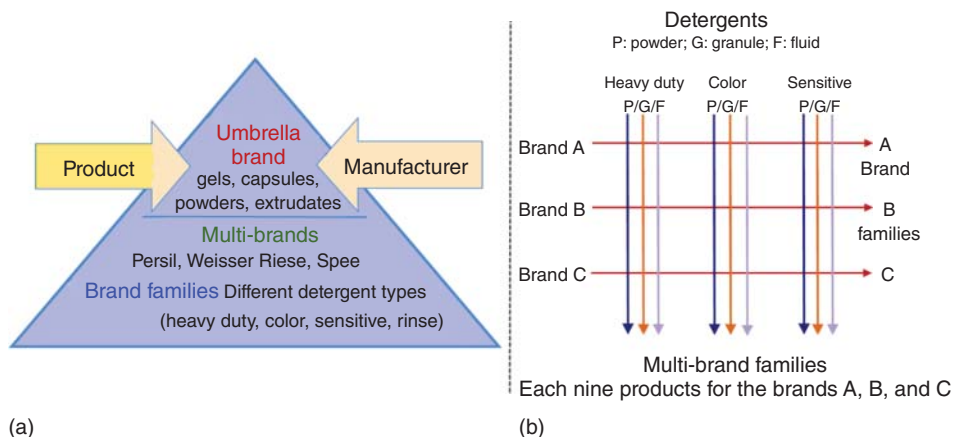 Umbrella
brand
gels, capsules,
powders, extrudates
Product
Manufacturer
Multi-brands
Persil, Weisser Riese, Spee
Brand families Different detergent types
(heavy duty, color, sensitive, rinse)
(a)
Detergents
P: powder; G: granule; F: fluid
Heavy duty Color Sensitive
P/G/F P/G/F P/G/F
Brand A A
Brand
Brand B B
families
Brand C C
Multi-brand families
Each nine products for the brands A, B, and C
(b)